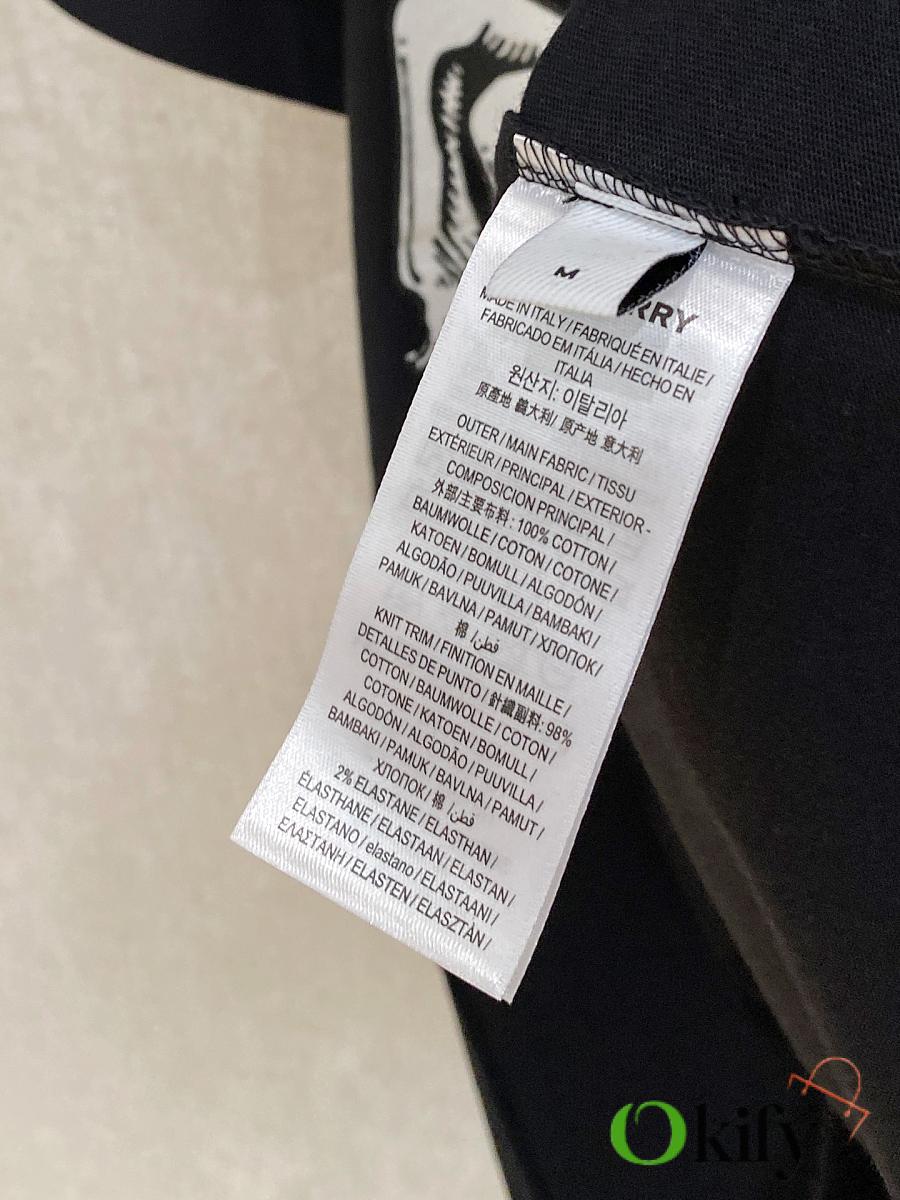 M
RRY
MADE IN ITALY / FABRIQUÉ EN ITALIE /
FABRICADO EM ITÁLIA / HECHO EN
ITALIA
원산지: 이탈리아
原產地 義大利/ 原产地 意大利
OUTER / MAIN FABRIC / TISSU
EXTÉRIEUR / PRINCIPAL / EXTERIOR -
COMPOSICION PRINCIPAL /
外部/主要布料 : 100% COTTON /
BAUMWOLLE / COTON / COTONE /
KATOEN / BOMULL / ALGODÓN /
ALGODÃO / PUUVILLA / BAMBAKI /
PAMUK / BAVLNA / PAMUT / ХЛОПОК /
棉 / قطن
KNIT TRIM / FINITION EN MAILLE /
DETALLES DE PUNTO / 針織副料: 98%
COTTON / BAUMWOLLE / COTON /
COTONE / KATOEN / BOMULL /
ALGODÓN / ALGODÃO / PUUVILLA /
BAMBAKI / PAMUK / BAVLNA / PAMUT /
ХЛОПОК / 棉 / قطن
2% ELASTANE / ELASTHAN /
ÉLASTHANE / ELASTAAN / ELASTAN /
ELASTANO / elastano / ELASTAANI /
ΕΛΑΣΤΑΝΗ / ELASTEN / ELASZTÁN /
Okify